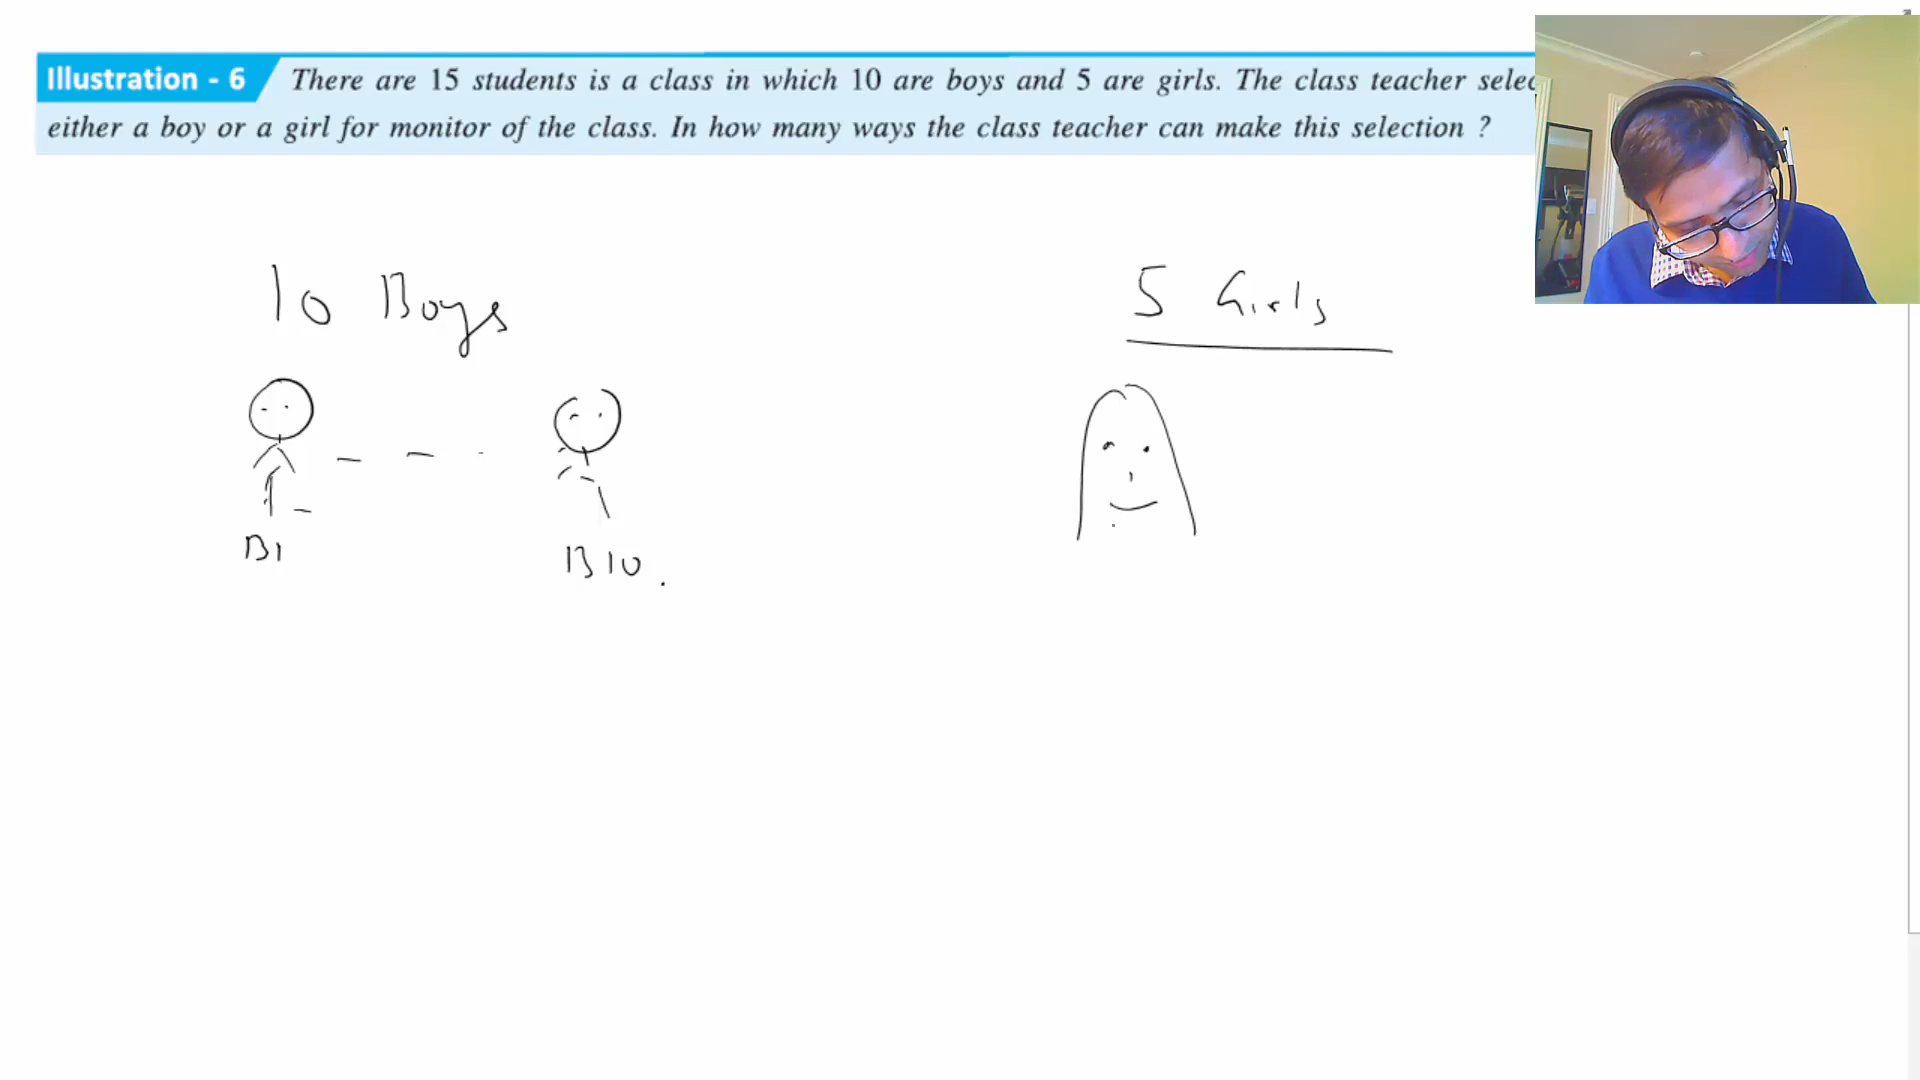 Illustration - 6 There are 15 students is a class in which 10 are boys and 5 are girls. The class teacher selec
either a boy or a girl for monitor of the class. In how many ways the class teacher can make this selection ?
10 Boys
5 Girls
B1
B10